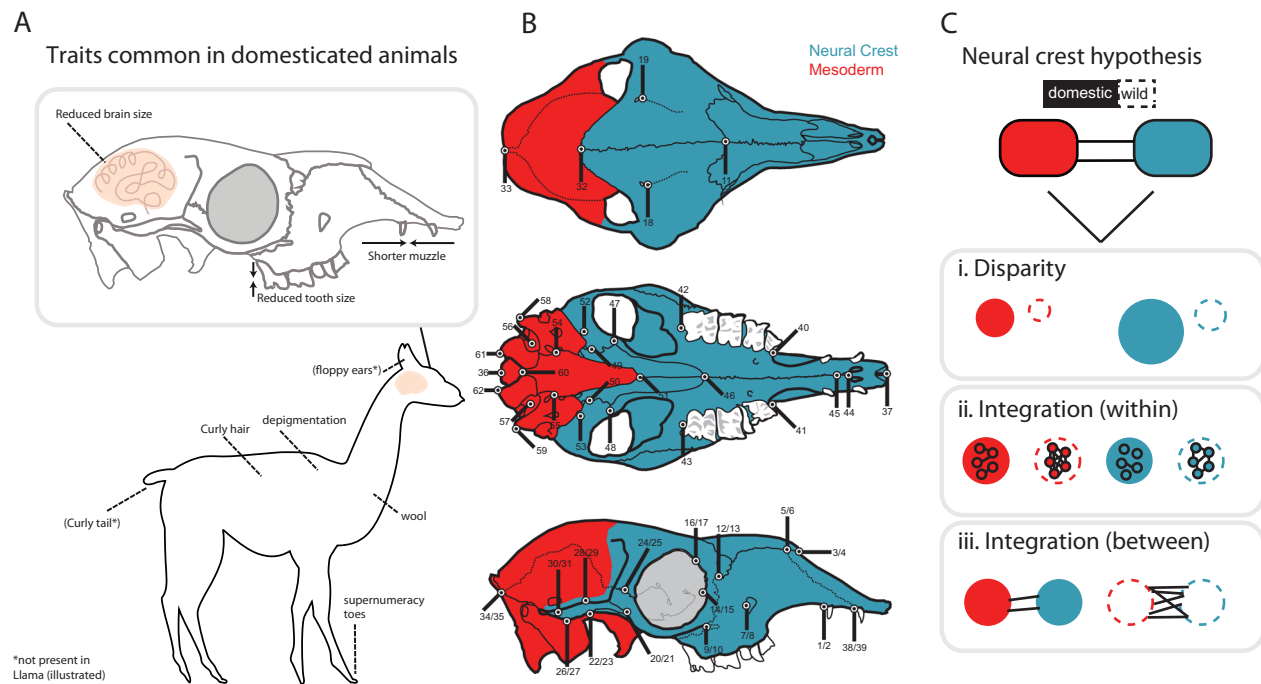 A
Traits common in domesticated animals
Reduced brain size
Shorter muzzle
Reduced tooth size
(floppy ears*)
depigmentation
Curly hair
(Curly tail*)
wool
supernumeracy
toes
*not present in
Llama (illustrated)
B
Neural Crest
Mesoderm
19
33
32
11
18
58
52
47
42
56
54
40
61
49
36
60
50
51
46
62
45
44
37
57
55
41
53
48
59
43
5/6
16/17
12/13
3/4
28/29
24/25
30/31
14/15
34/35
7/8
9/10
1/2
38/39
22/23
20/21
26/27
C
Neural crest hypothesis
domestic wild
i. Disparity
ii. Integration (within)
iii. Integration (between)